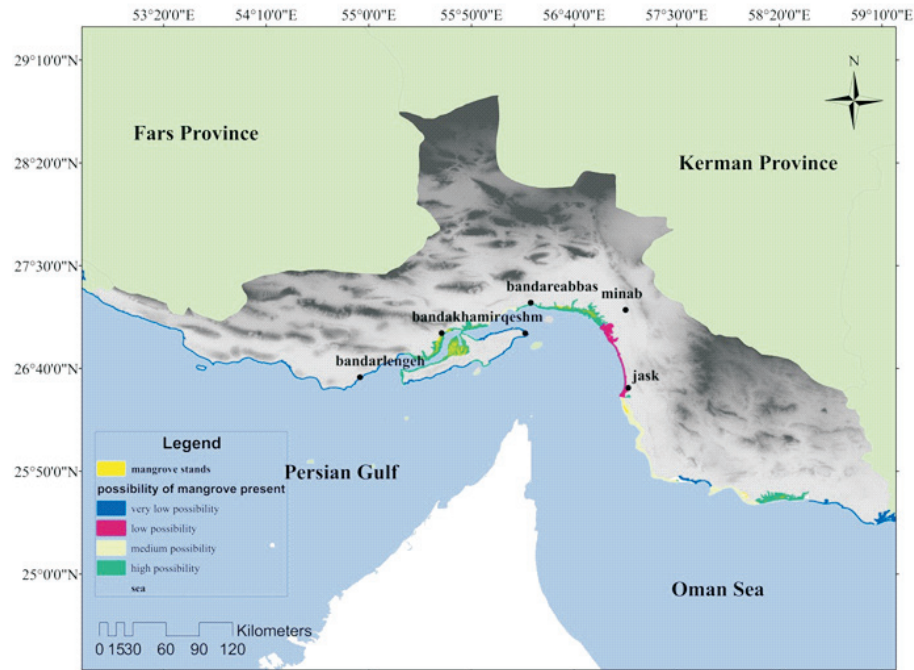 53°20'0"E 54°10'0"E 55°00'0"E 55°50'0"E 56°40'0"E 57°30'0"E 58°20'0"E 59°10'0"E
29°10'0"N
N
Fars Province
28°20'0"N
Kerman Province
27°30'0"N
bandareabbas
minab
bandakhamirqeshm
26°40'0"N
bandarlengeh
jask
Legend
mangrove stands
possibility of mangrove present
very low possibility
low possibility
medium possibility
high possibility
sea
Persian Gulf
25°50'0"N
25°00'0"N
Oman Sea
Kilometers
0 1530 60 90 120